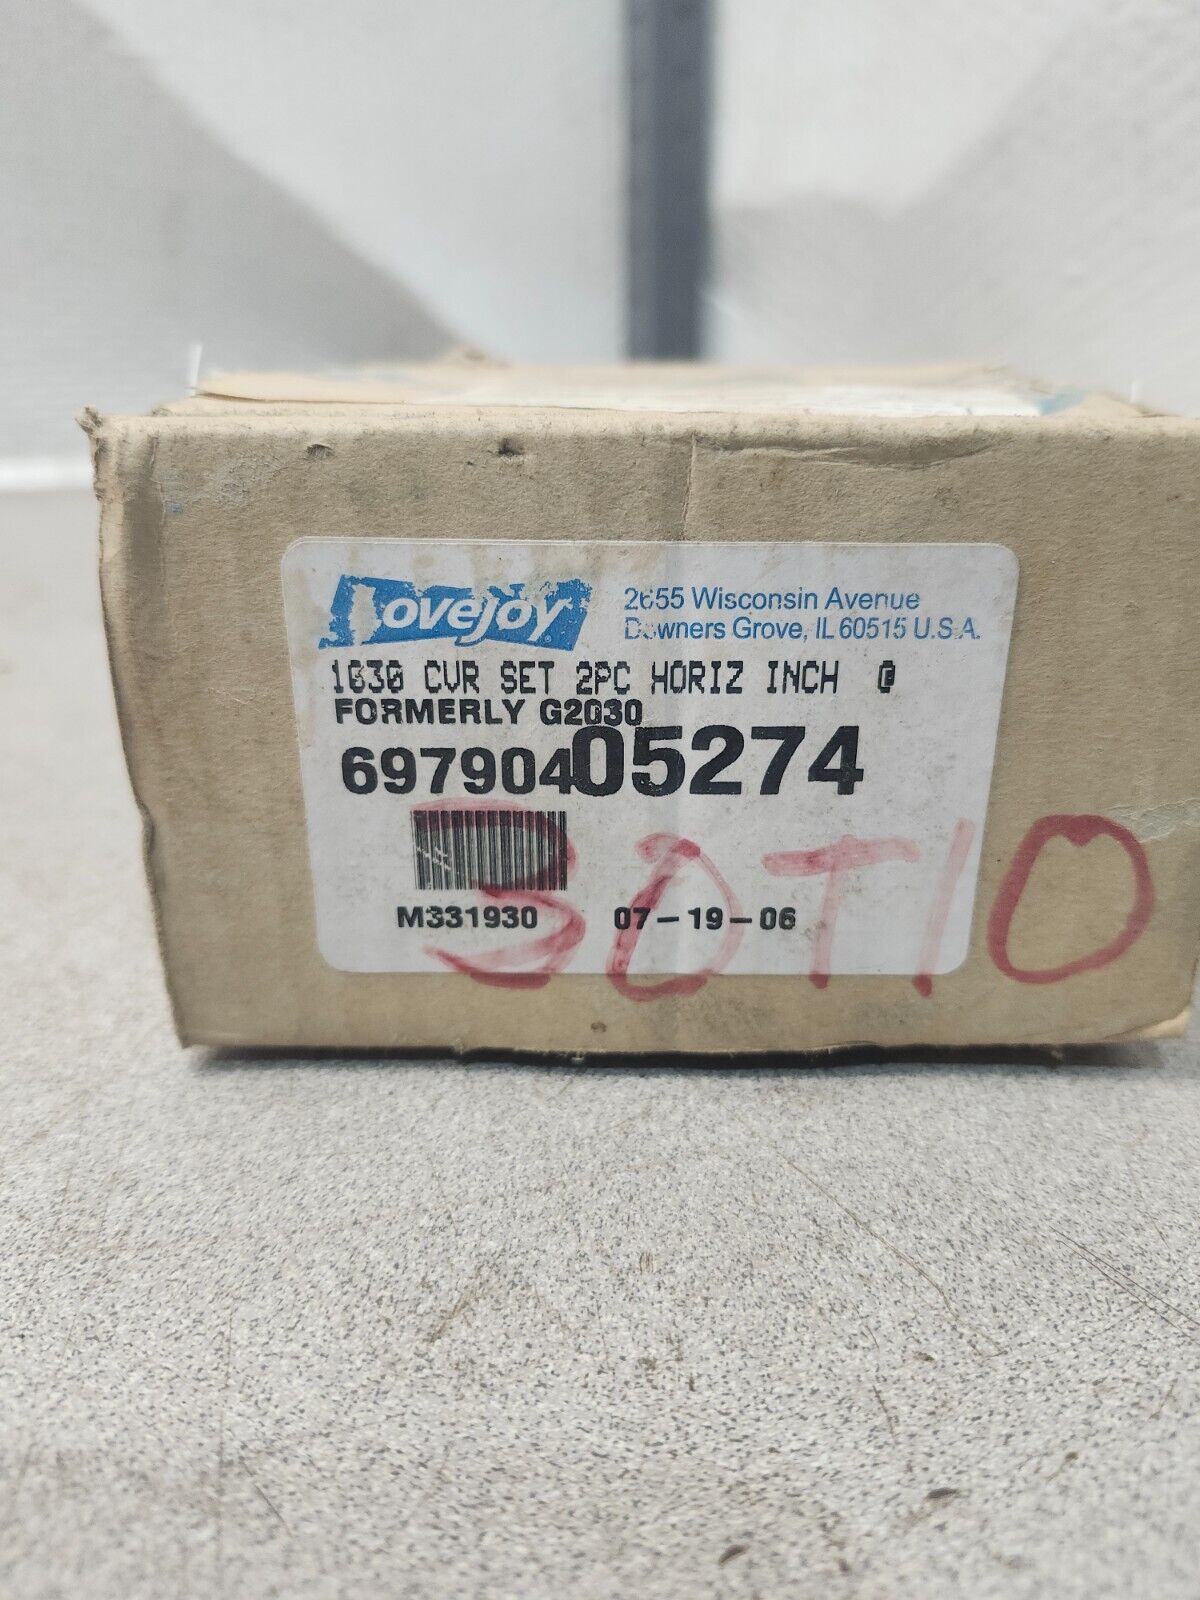 Lovejoy
2655 Wisconsin Avenue
Downers Grove, IL 60515 U.S.A.
1030 CVR SET 2PC HORIZ INCH @
FORMERLY G2030
69790405274
M331930 07-19-06
30T10